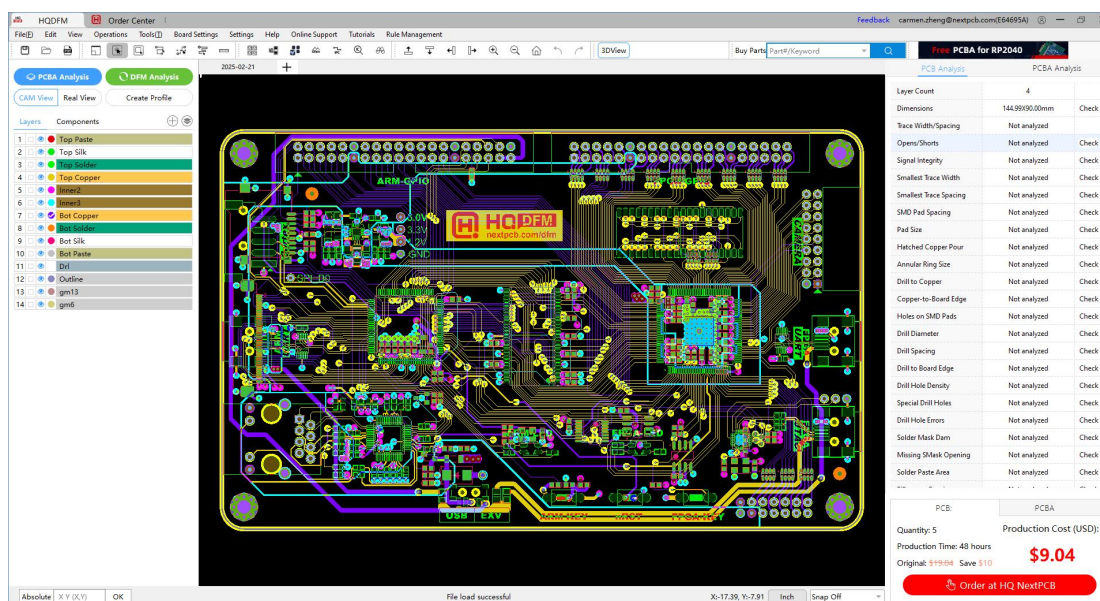 HQDFM Order Center
Feedback carmen.zheng@nextpcb.com(E64695A)
File(F) Edit View Operations Tools(T) Board Settings Settings Help Online Support Tutorials Rule Management
3DView
Buy Parts Part#/Keyword
Free PCBA for RP2040
PCBA Analysis DFM Analysis
CAM View Real View Create Profile
Layers Components
1 Top Paste
2 Top Silk
3 Top Solder
4 Top Copper
5 Inner2
6 Inner3
7 Bot Copper
8 Bot Solder
9 Bot Silk
10 Bot Paste
11 Drl
12 Outline
13 gm13
14 gm6
2025-02-21
ARM-GPIO
HQDFM
nextpcb.com/dfm
3.3V
GND
USB EXV
PCB Analysis PCBA Analysis
Layer Count 4
Dimensions 144.99X90.00mm Check
Trace Width/Spacing Not analyzed
Opens/Shorts Not analyzed Check
Signal Integrity Not analyzed Check
Smallest Trace Width Not analyzed Check
Smallest Trace Spacing Not analyzed Check
SMD Pad Spacing Not analyzed Check
Pad Size Not analyzed Check
Hatched Copper Pour Not analyzed Check
Annular Ring Size Not analyzed Check
Drill to Copper Not analyzed Check
Copper-to-Board Edge Not analyzed Check
Holes on SMD Pads Not analyzed Check
Drill Diameter Not analyzed Check
Drill Spacing Not analyzed Check
Drill to Board Edge Not analyzed Check
Drill Hole Density Not analyzed Check
Special Drill Holes Not analyzed Check
Drill Hole Errors Not analyzed Check
Solder Mask Dam Not analyzed Check
Missing SMask Opening Not analyzed Check
Solder Paste Area Not analyzed Check
PCB: PCBA
Quantity: 5 Production Cost (USD):
Production Time: 48 hours
$9.04
Original: $19.04 Save $10
Order at HQ NextPCB
Absolute X Y (X,Y) OK File load successful X:-17.39, Y:-7.91 Inch Snap Off